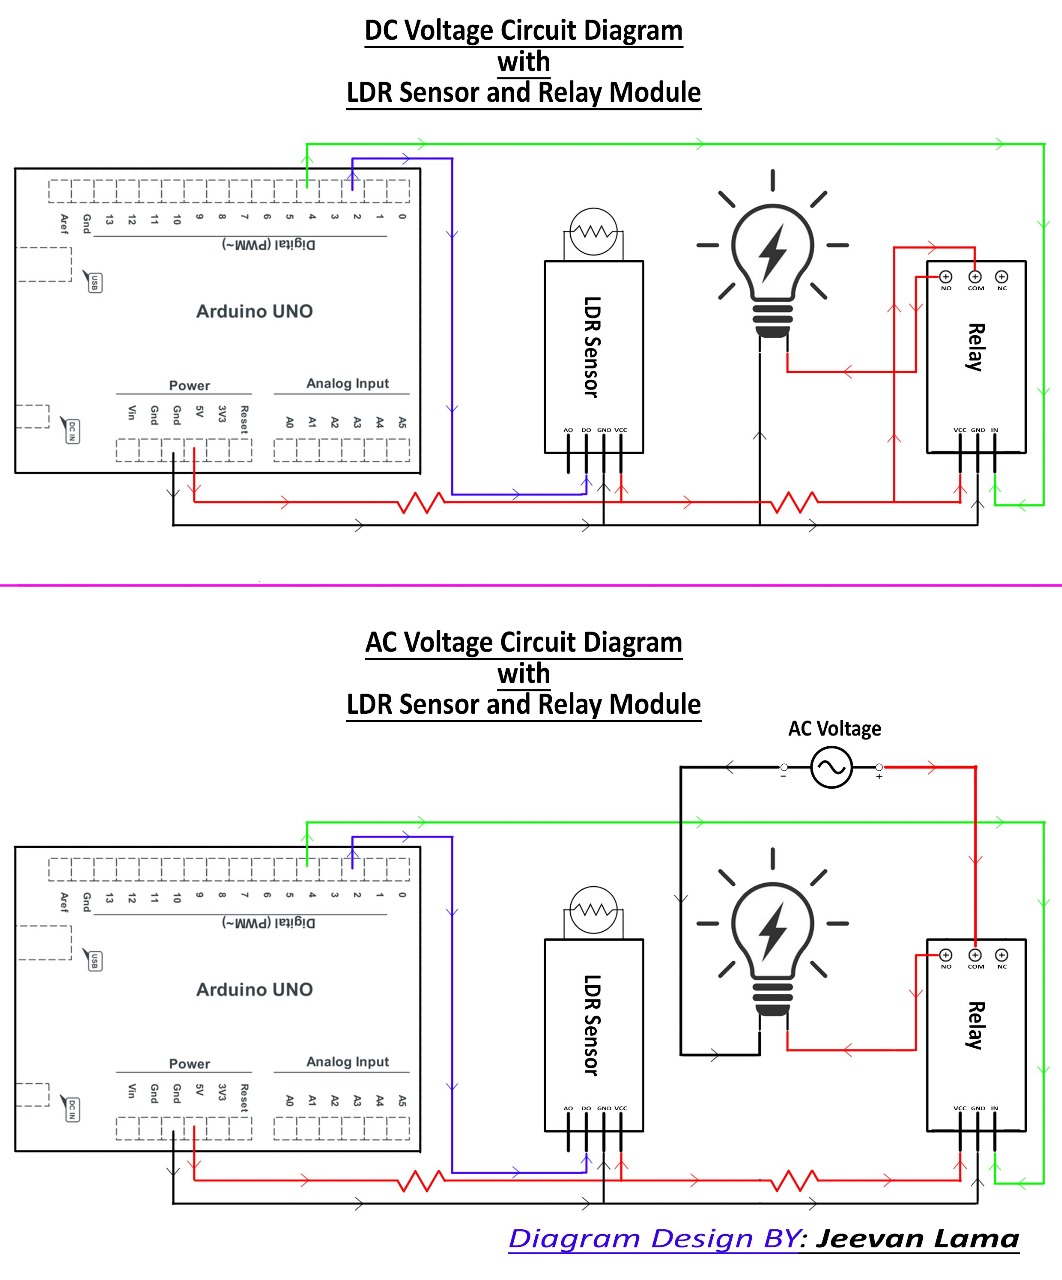 DC Voltage Circuit Diagram
with
LDR Sensor and Relay Module
Aref Gnd 13 12 11 10 9 8 7 6 5 4 3 2 1 0
Digital (PWM~)
USB
Arduino UNO
Power
Analog Input
Vin Gnd Gnd 5V 3V3 Reset A0 A1 A2 A3 A4 A5
DC IN
LDR Sensor
AO DO GND VCC
NO COM NC
Relay
VCC GND IN
AC Voltage Circuit Diagram
with
LDR Sensor and Relay Module
AC Voltage
- +
Aref Gnd 13 12 11 10 9 8 7 6 5 4 3 2 1 0
Digital (PWM~)
USB
Arduino UNO
Power
Analog Input
Vin Gnd Gnd 5V 3V3 Reset A0 A1 A2 A3 A4 A5
DC IN
LDR Sensor
AO DO GND VCC
NO COM NC
Relay
VCC GND IN
Diagram Design BY: Jeevan Lama